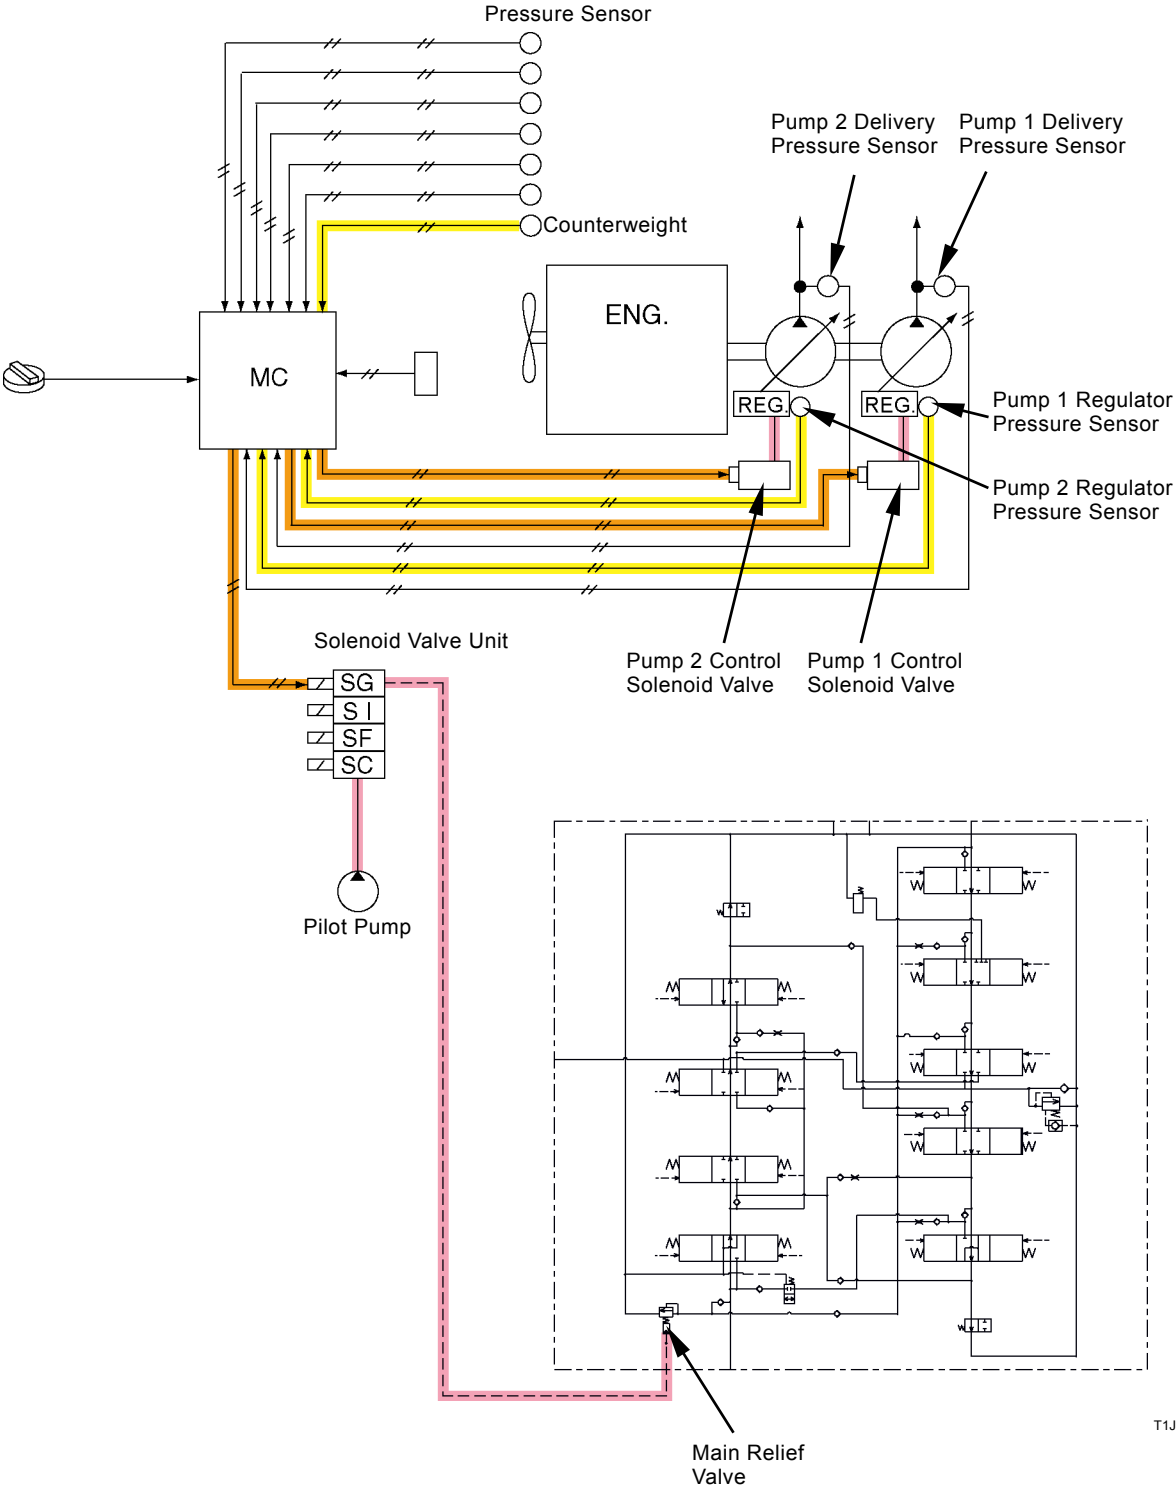 Pressure Sensor
Pump 2 Delivery
Pressure Sensor
Pump 1 Delivery
Pressure Sensor
Counterweight
ENG.
MC
REG.
REG.
Pump 1 Regulator
Pressure Sensor
Pump 2 Regulator
Pressure Sensor
Solenoid Valve Unit
Pump 2 Control
Solenoid Valve
Pump 1 Control
Solenoid Valve
SG
SI
SF
SC
Pilot Pump
Main Relief
Valve
T1J